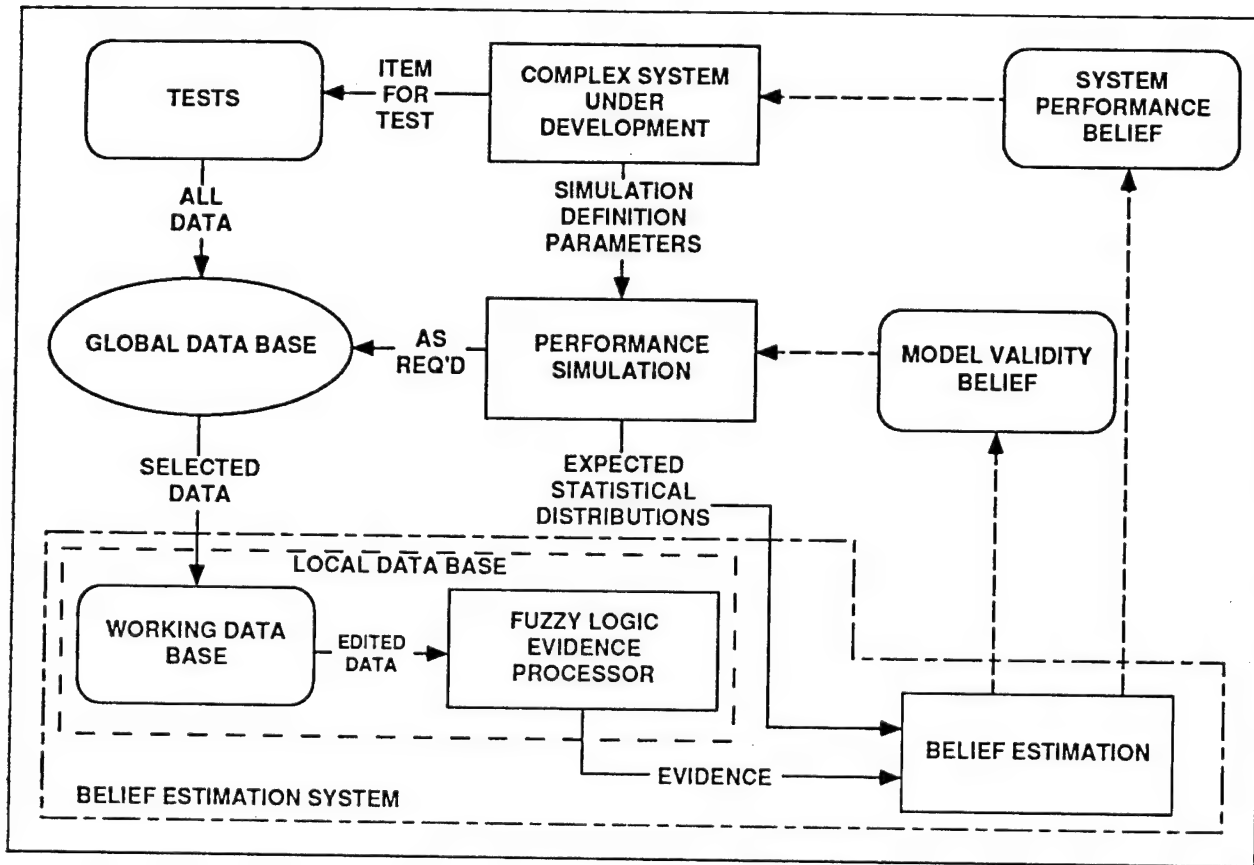 TESTS
ITEM
FOR
TEST
COMPLEX SYSTEM
UNDER
DEVELOPMENT
SYSTEM
PERFORMANCE
BELIEF
ALL
DATA
SIMULATION
DEFINITION
PARAMETERS
GLOBAL DATA BASE
AS
REQ'D
PERFORMANCE
SIMULATION
MODEL VALIDITY
BELIEF
SELECTED
DATA
EXPECTED
STATISTICAL
DISTRIBUTIONS
LOCAL DATA BASE
WORKING DATA
BASE
EDITED
DATA
FUZZY LOGIC
EVIDENCE
PROCESSOR
BELIEF ESTIMATION
EVIDENCE
BELIEF ESTIMATION SYSTEM